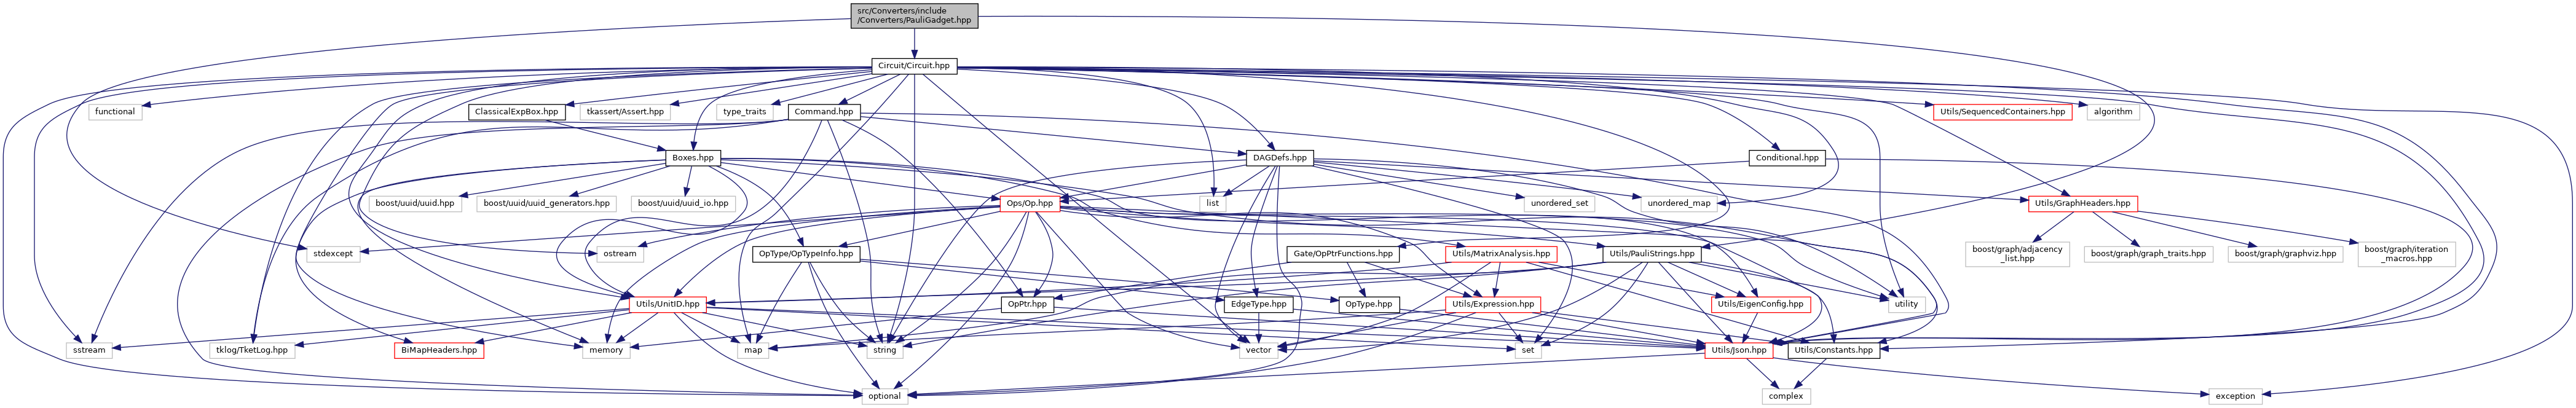 src/Converters/include
/Converters/PauliGadget.hpp
Circuit/Circuit.hpp
functional
ClassicalExpBox.hpp
tkassert/Assert.hpp
type_traits
Command.hpp
Utils/SequencedContainers.hpp
algorithm
Boxes.hpp
DAGDefs.hpp
Conditional.hpp
boost/uuid/uuid.hpp
boost/uuid/uuid_generators.hpp
boost/uuid/uuid_io.hpp
Ops/Op.hpp
list
unordered_set
unordered_map
Utils/GraphHeaders.hpp
stdexcept
ostream
OpType/OpTypeInfo.hpp
Gate/OpPtrFunctions.hpp
Utils/MatrixAnalysis.hpp
Utils/PauliStrings.hpp
boost/graph/adjacency
_list.hpp
boost/graph/graph_traits.hpp
boost/graph/graphviz.hpp
boost/graph/iteration
_macros.hpp
Utils/UnitID.hpp
OpPtr.hpp
EdgeType.hpp
OpType.hpp
Utils/Expression.hpp
Utils/EigenConfig.hpp
utility
sstream
tklog/TketLog.hpp
BiMapHeaders.hpp
memory
map
string
vector
set
Utils/Json.hpp
Utils/Constants.hpp
optional
complex
exception